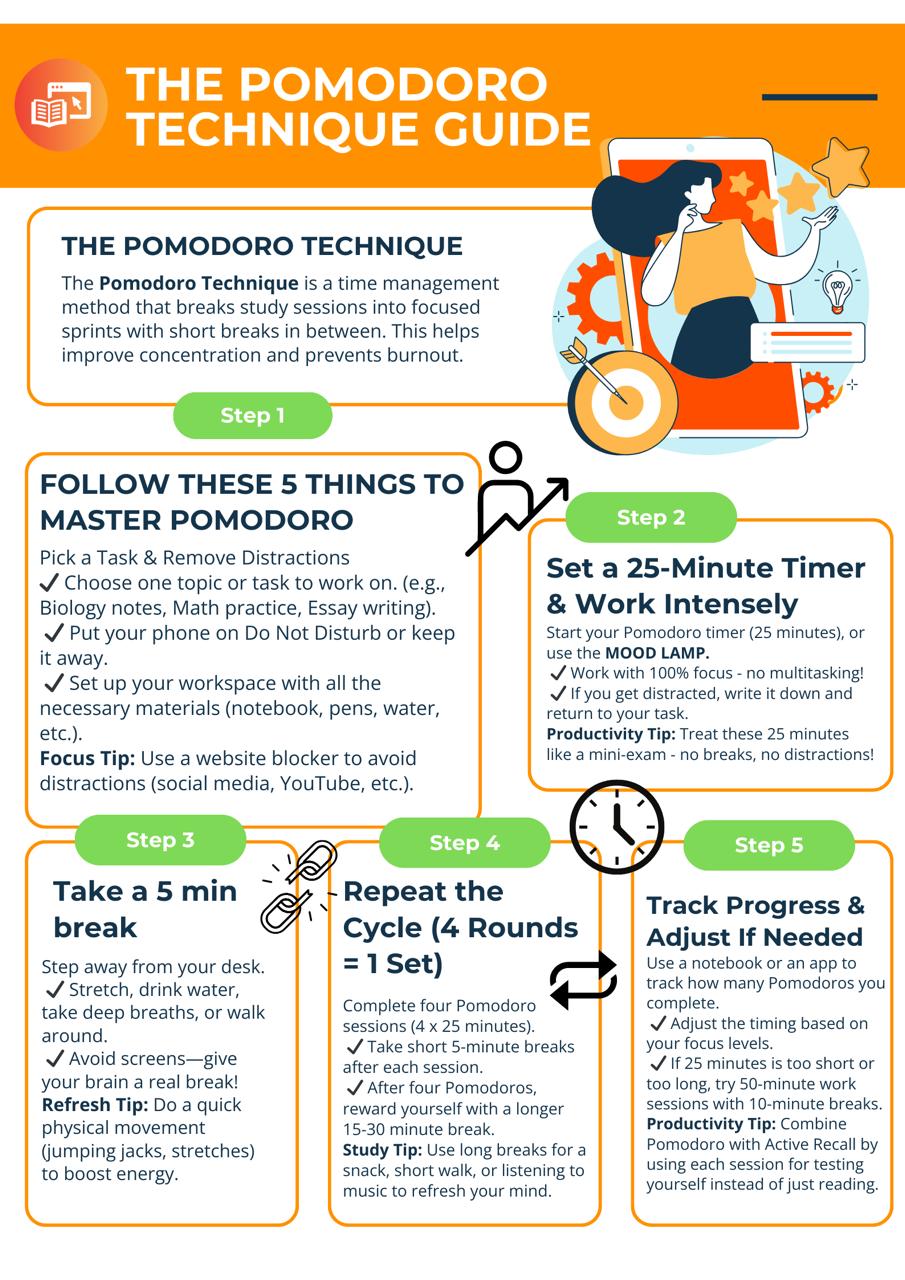 THE POMODORO
TECHNIQUE GUIDE
THE POMODORO TECHNIQUE
The Pomodoro Technique is a time management
method that breaks study sessions into focused
sprints with short breaks in between. This helps
improve concentration and prevents burnout.
Step 1
FOLLOW THESE 5 THINGS TO
MASTER POMODORO
Pick a Task & Remove Distractions
✓ Choose one topic or task to work on. (e.g.,
Biology notes, Math practice, Essay writing).
✓ Put your phone on Do Not Disturb or keep
it away.
✓ Set up your workspace with all the
necessary materials (notebook, pens, water,
etc.).
Focus Tip: Use a website blocker to avoid
distractions (social media, YouTube, etc.).
Step 2
Set a 25-Minute Timer
& Work Intensely
Start your Pomodoro timer (25 minutes), or
use the MOOD LAMP.
✓ Work with 100% focus - no multitasking!
✓ If you get distracted, write it down and
return to your task.
Productivity Tip: Treat these 25 minutes
like a mini-exam - no breaks, no distractions!
Step 3
Take a 5 min
break
Step away from your desk.
✓ Stretch, drink water,
take deep breaths, or walk
around.
✓ Avoid screens—give
your brain a real break!
Refresh Tip: Do a quick
physical movement
(jumping jacks, stretches)
to boost energy.
Step 4
Repeat the
Cycle (4 Rounds
= 1 Set)
Complete four Pomodoro
sessions (4 x 25 minutes).
✓ Take short 5-minute breaks
after each session.
✓ After four Pomodoros,
reward yourself with a longer
15-30 minute break.
Study Tip: Use long breaks for a
snack, short walk, or listening to
music to refresh your mind.
Step 5
Track Progress &
Adjust If Needed
Use a notebook or an app to
track how many Pomodoros you
complete.
✓ Adjust the timing based on
your focus levels.
✓ If 25 minutes is too short or
too long, try 50-minute work
sessions with 10-minute breaks.
Productivity Tip: Combine
Pomodoro with Active Recall by
using each session for testing
yourself instead of just reading.